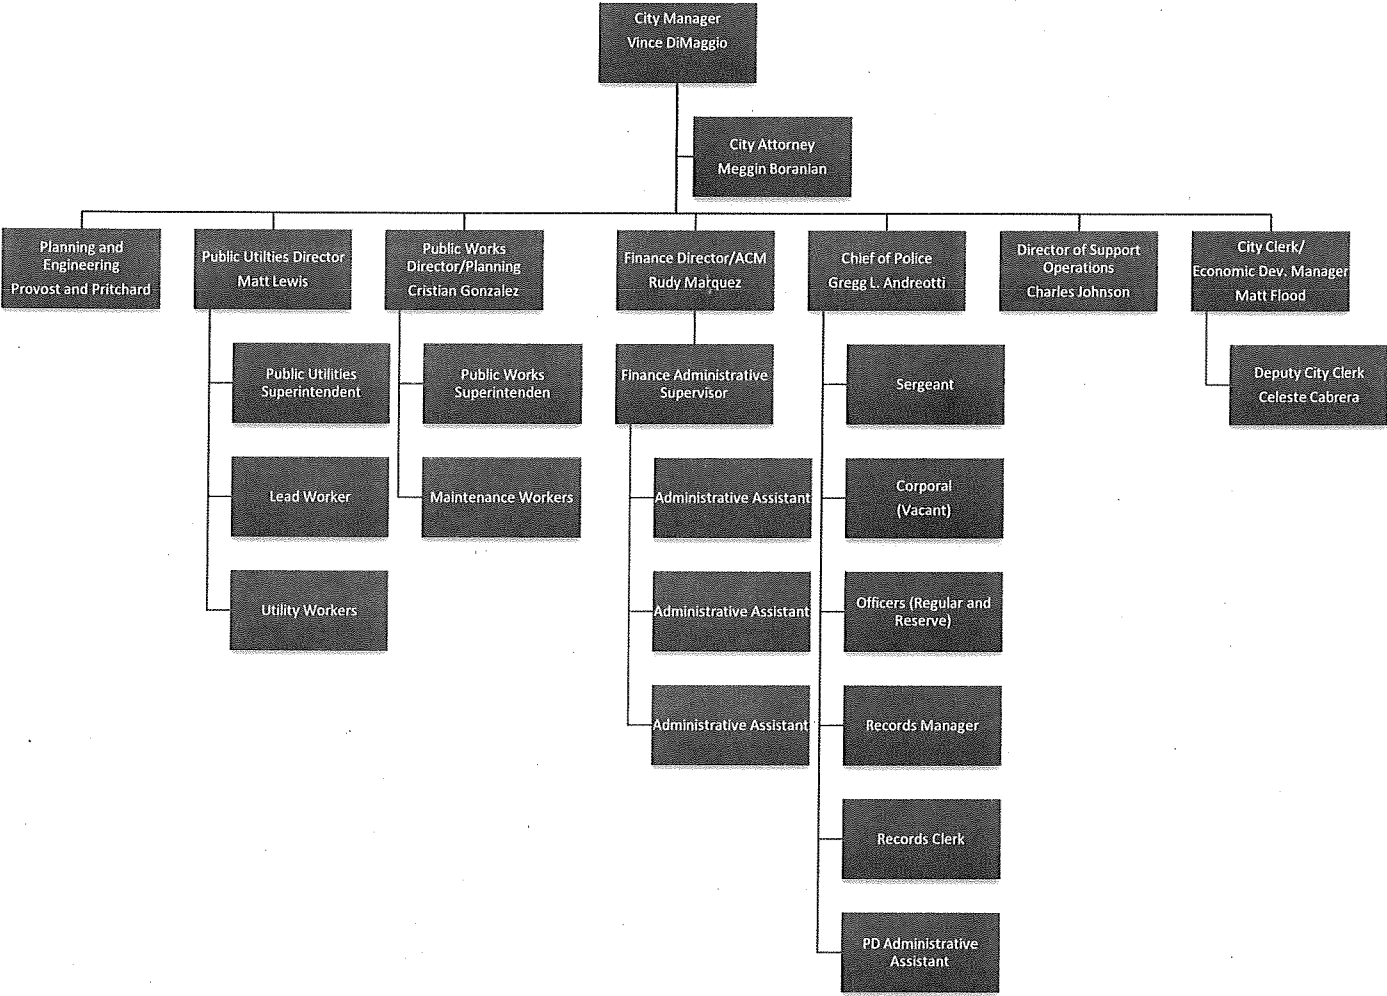 City Manager
Vince DiMaggio
City Attorney
Meggin Boranian
Planning and
Engineering
Provost and Pritchard
Public Utilties Director
Matt Lewis
Public Works
Director/Planning
Cristian Gonzalez
Finance Director/ACM
Rudy Marquez
Chief of Police
Gregg L. Andreotti
Director of Support
Operations
Charles Johnson
City Clerk/
Economic Dev. Manager
Matt Flood
Public Utilities
Superintendent
Lead Worker
Utility Workers
Public Works
Superintenden
Maintenance Workers
Finance Administrative
Supervisor
Administrative Assistant
Administrative Assistant
Administrative Assistant
Sergeant
Corporal
(Vacant)
Officers (Regular and
Reserve)
Records Manager
Records Clerk
PD Administrative
Assistant
Deputy City Clerk
Celeste Cabrera